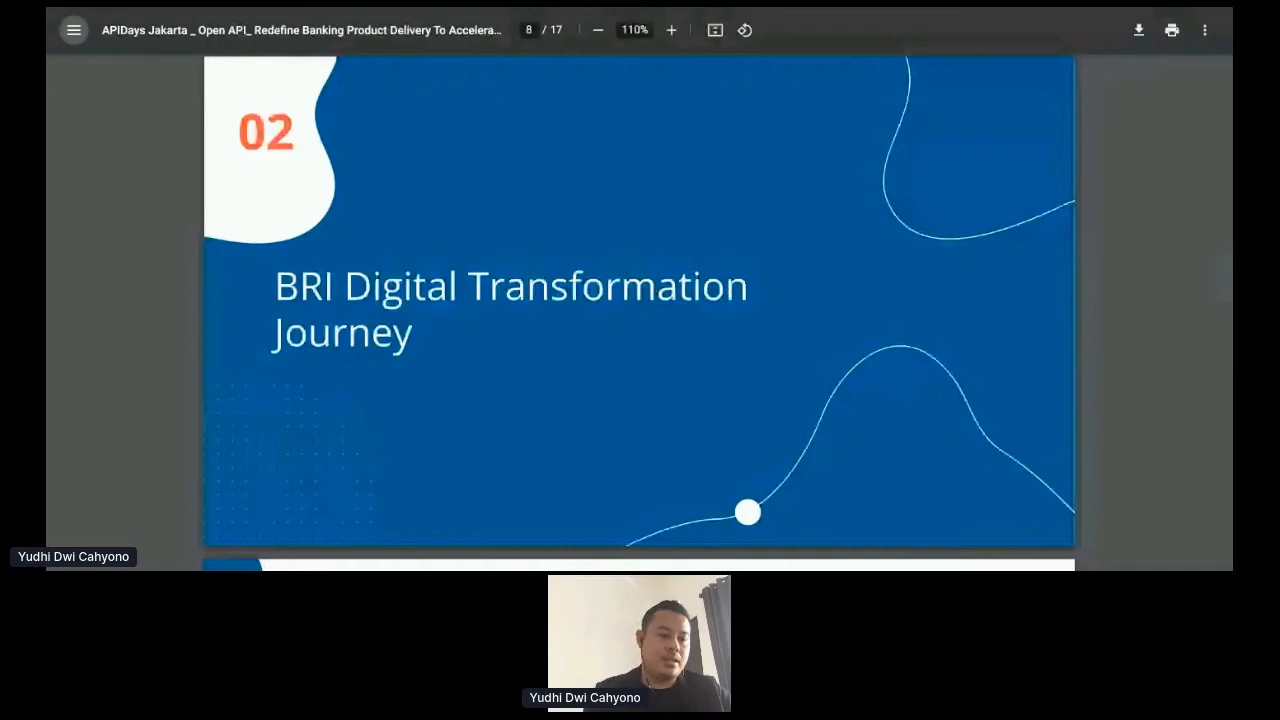 APIDays Jakarta _ Open API_ Redefine Banking Product Delivery To Accelera... 8 / 17 110%
02
BRI Digital Transformation
Journey
Yudhi Dwi Cahyono
Yudhi Dwi Cahyono